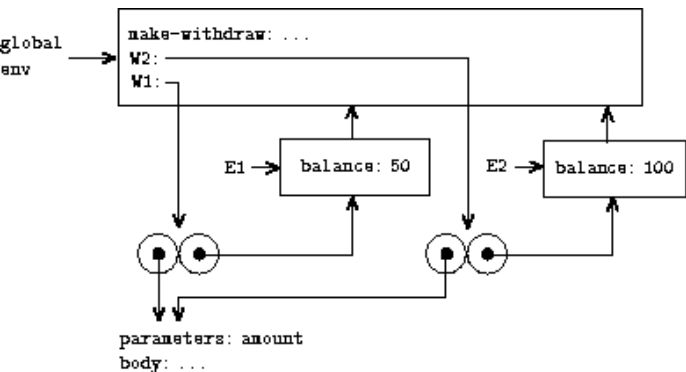 global
env
make-withdraw: ...
W2:
W1:
E1
balance: 50
E2
balance: 100
parameters: amount
body: ...